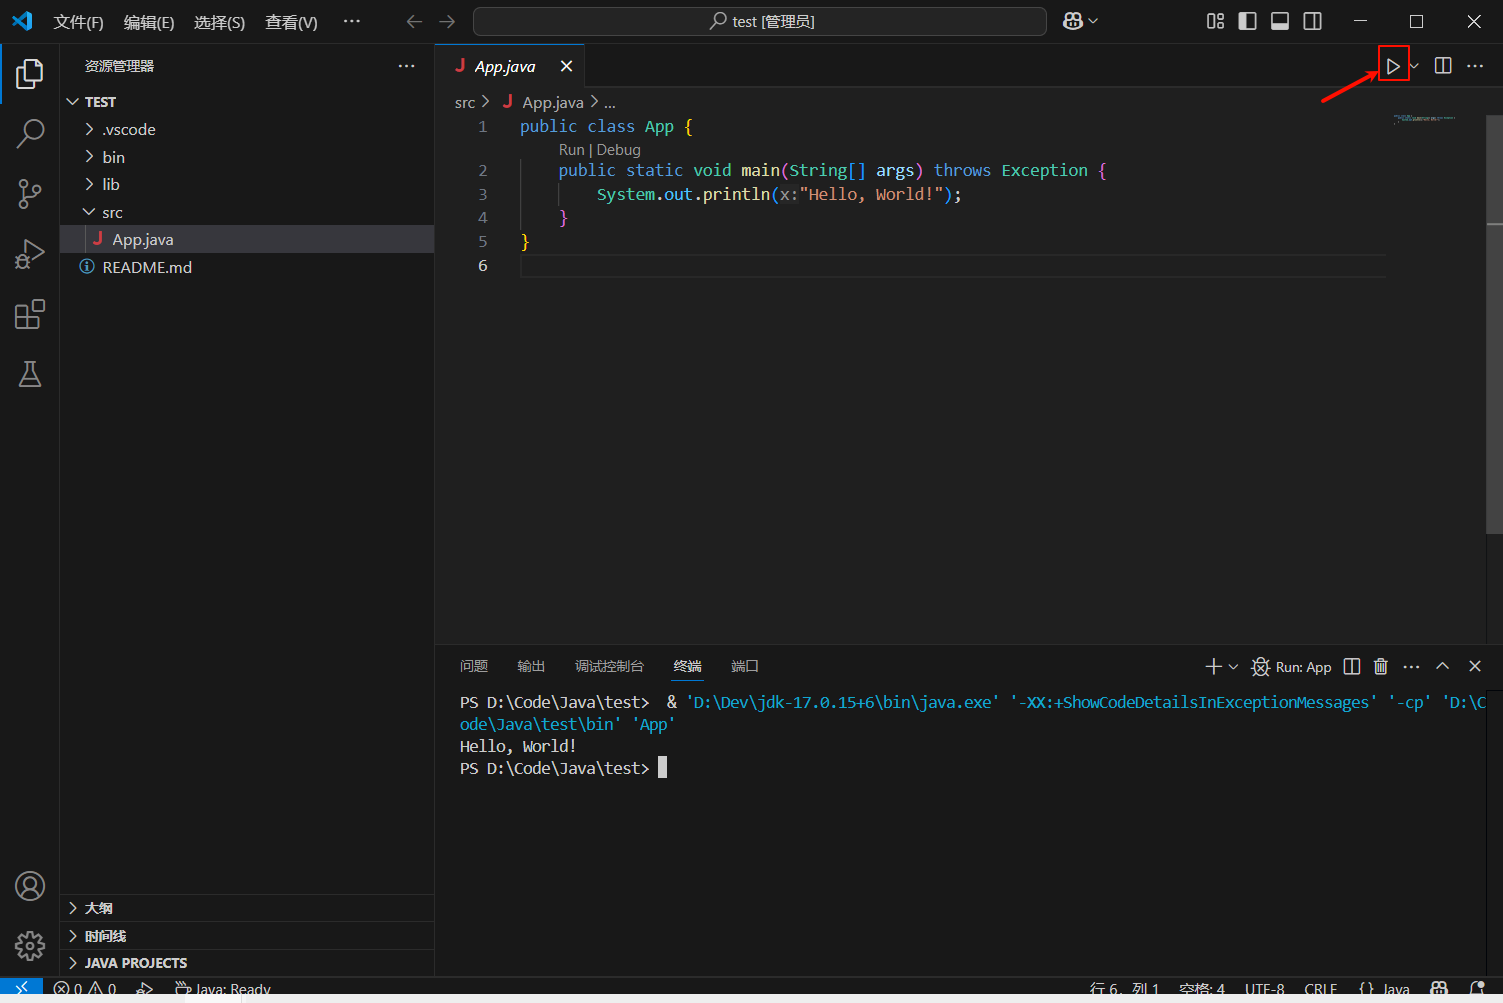 文件(F) 编辑(E) 选择(S) 查看(V) ··· test [管理员]
资源管理器
TEST
.vscode
bin
lib
src
App.java
README.md
大纲
时间线
JAVA PROJECTS
App.java
src > App.java > ...
1 public class App {
Run | Debug
2 public static void main(String[] args) throws Exception {
3 System.out.println(x:"Hello, World!");
4 }
5 }
6
问题 输出 调试控制台 终端 端口 Run: App
PS D:\Code\Java\test> & 'D:\Dev\jdk-17.0.15+6\bin\java.exe' '-XX:+ShowCodeDetailsInExceptionMessages' '-cp' 'D:\C
ode\Java\test\bin' 'App'
Hello, World!
PS D:\Code\Java\test>
0 0 Java: Ready 行 6, 列 1 空格: 4 UTF-8 CRLF {} Java